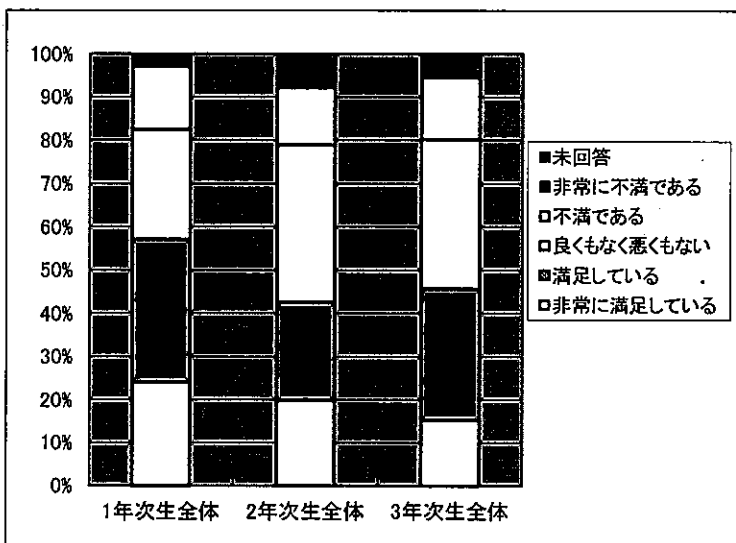 100%
90%
80%
70%
60%
50%
40%
30%
20%
10%
0%
1年次生全体 2年次生全体 3年次生全体
■未回答
■非常に不満である
□不満である
□良くもなく悪くもない
■満足している
□非常に満足している